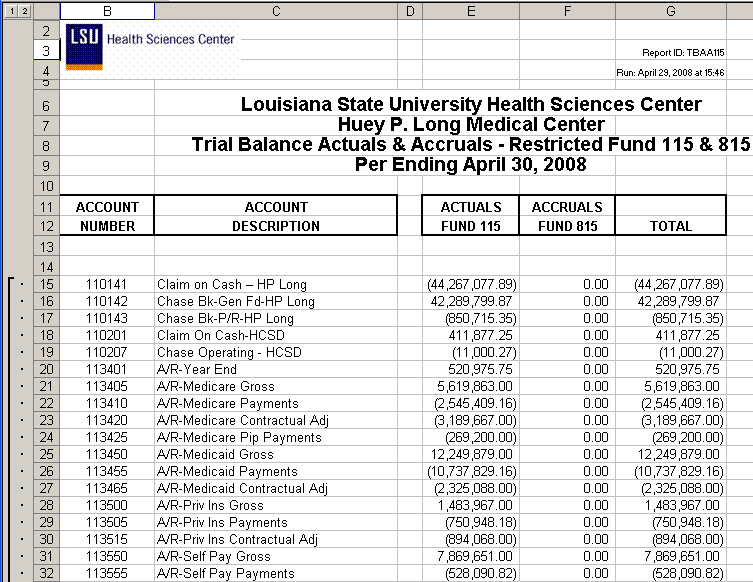 1 2 B C D E F G
2 LSU Health Sciences Center
3 Report ID: TBAA115
4 Run: April 29, 2008 at 15:46
5
6 Louisiana State University Health Sciences Center
7 Huey P. Long Medical Center
8 Trial Balance Actuals & Accruals - Restricted Fund 115 & 815
9 Per Ending April 30, 2008
10
11 ACCOUNT ACCOUNT ACTUALS ACCRUALS
12 NUMBER DESCRIPTION FUND 115 FUND 815 TOTAL
13
14
15 110141 Claim on Cash – HP Long (44,267,077.89) 0.00 (44,267,077.89)
16 110142 Chase Bk-Gen Fd-HP Long 42,289,799.87 0.00 42,289,799.87
17 110143 Chase Bk-P/R-HP Long (850,715.35) 0.00 (850,715.35)
18 110201 Claim On Cash-HCSD 411,877.25 0.00 411,877.25
19 110207 Chase Operating - HCSD (11,000.27) 0.00 (11,000.27)
20 113401 A/R-Year End 520,975.75 0.00 520,975.75
21 113405 A/R-Medicare Gross 5,619,863.00 0.00 5,619,863.00
22 113410 A/R-Medicare Payments (2,545,409.16) 0.00 (2,545,409.16)
23 113420 A/R-Medicare Contractual Adj (3,189,667.00) 0.00 (3,189,667.00)
24 113425 A/R-Medicare Pip Payments (269,200.00) 0.00 (269,200.00)
25 113450 A/R-Medicaid Gross 12,249,879.00 0.00 12,249,879.00
26 113455 A/R-Medicaid Payments (10,737,829.16) 0.00 (10,737,829.16)
27 113465 A/R-Medicaid Contractual Adj (2,325,088.00) 0.00 (2,325,088.00)
28 113500 A/R-Priv Ins Gross 1,483,967.00 0.00 1,483,967.00
29 113505 A/R-Priv Ins Payments (750,948.18) 0.00 (750,948.18)
30 113515 A/R-Priv Ins Contractual Adj (894,068.00) 0.00 (894,068.00)
31 113550 A/R-Self Pay Gross 7,869,651.00 0.00 7,869,651.00
32 113555 A/R-Self Pay Payments (528,090.82) 0.00 (528,090.82)